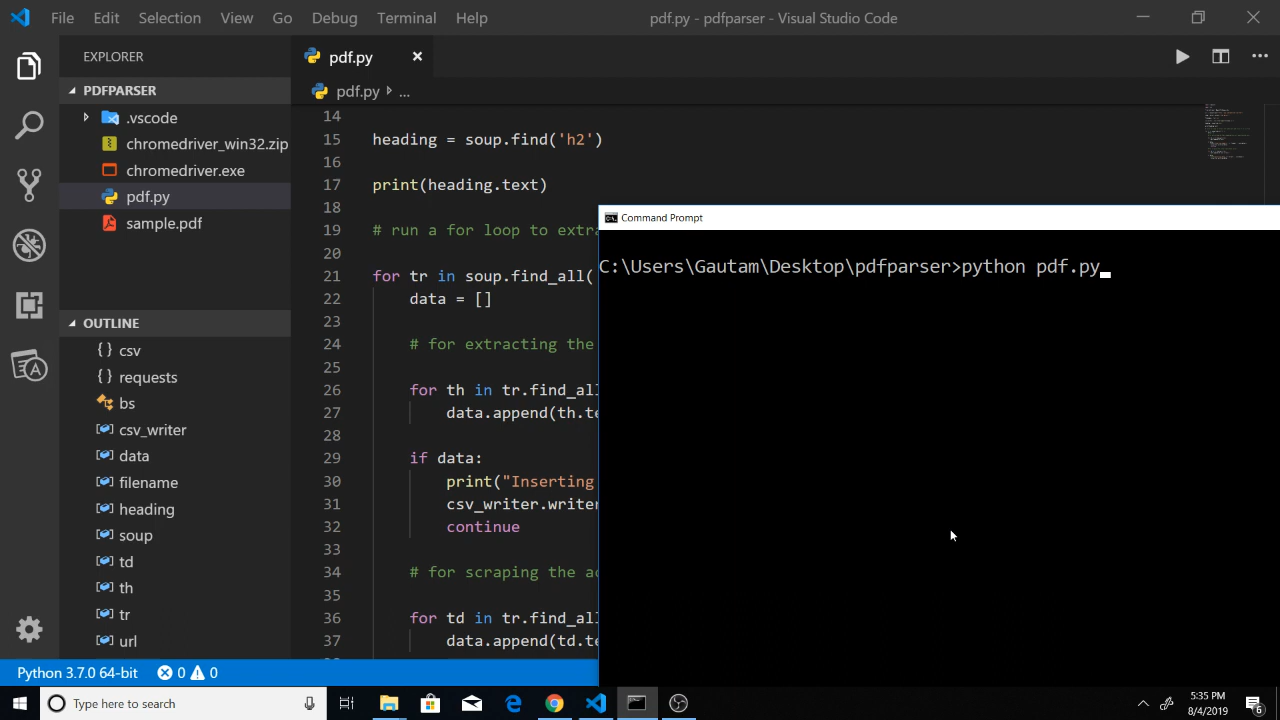 File Edit Selection View Go Debug Terminal Help pdf.py - pdfparser - Visual Studio Code
EXPLORER
PDFPARSER
.vscode
chromedriver_win32.zip
chromedriver.exe
pdf.py
sample.pdf
OUTLINE
csv
requests
bs
csv_writer
data
filename
heading
soup
td
th
tr
url
pdf.py
pdf.py ...
14
15 heading = soup.find('h2')
16
17 print(heading.text)
18
19 # run a for loop to extra
20
21 for tr in soup.find_all(
22 data = []
23
24 # for extracting the
25
26 for th in tr.find_all
27 data.append(th.te
28
29 if data:
30 print("Inserting
31 csv_writer.writer
32 continue
33
34 # for scraping the ac
35
36 for td in tr.find_all
37 data.append(td.te
Command Prompt
C:\Users\Gautam\Desktop\pdfparser>python pdf.py
Python 3.7.0 64-bit 0 0
Type here to search
5:35 PM
8/4/2019
6